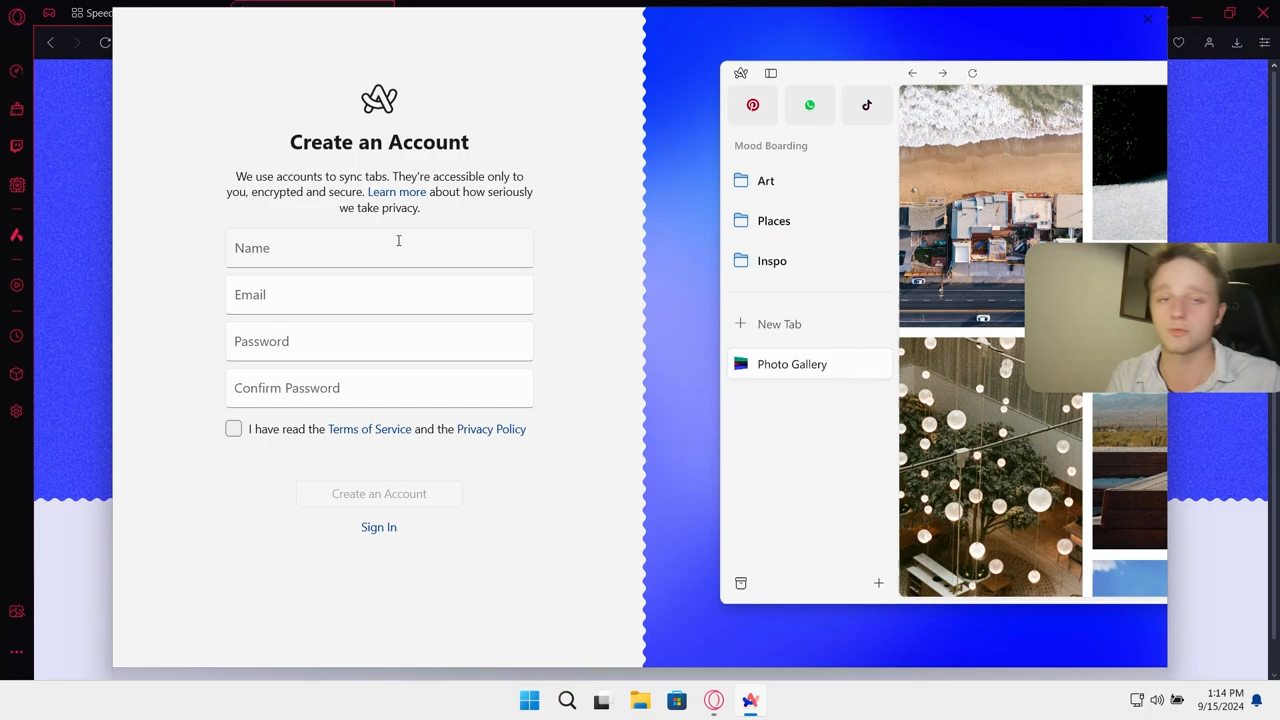 Speed
Create an Account
We use accounts to sync tabs. They're accessible only to
you, encrypted and secure. Learn more about how seriously
we take privacy.
Name
Email
Password
Confirm Password
I have read the Terms of Service and the Privacy Policy
Create an Account
Sign In
Mood Boarding
Art
Places
Inspo
New Tab
Photo Gallery
1:14 PM
9/15/2024